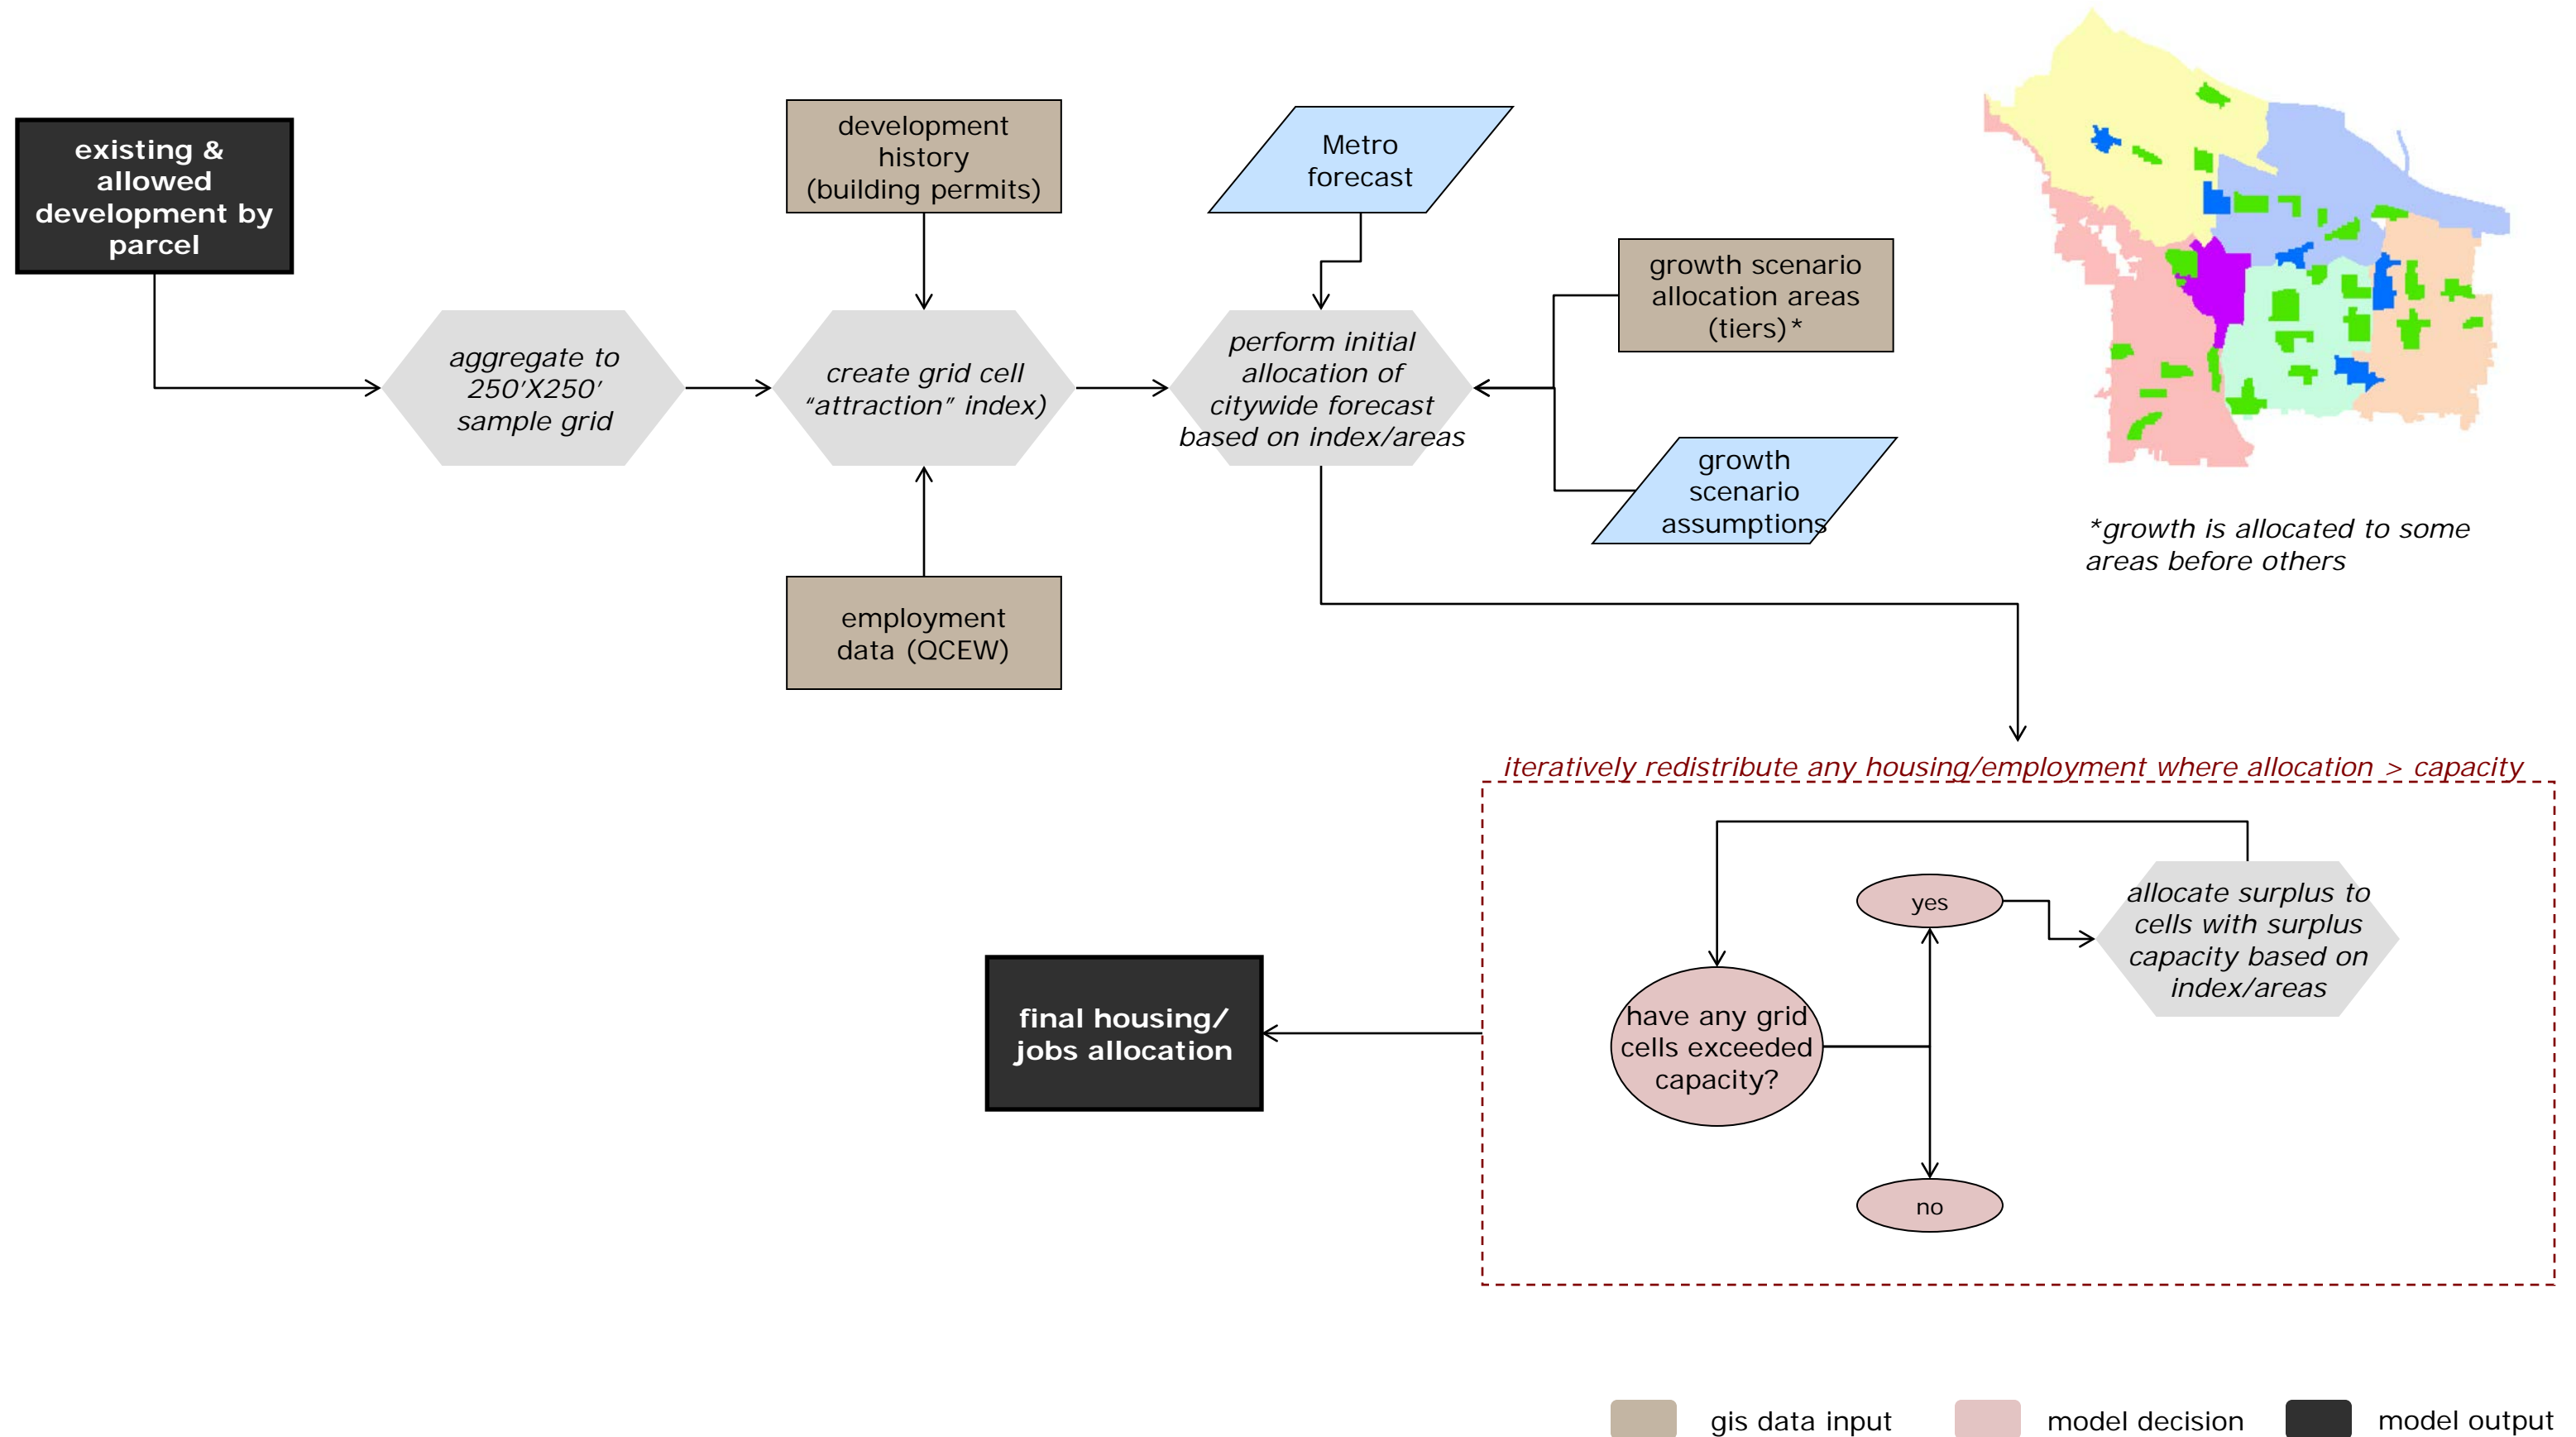 existing &
allowed
development by
parcel
development
history
(building permits)
Metro
forecast
growth scenario
allocation areas
(tiers)*
aggregate to
250'X250'
sample grid
create grid cell
“attraction” index)
perform initial
allocation of
citywide forecast
based on index/areas
growth
scenario
assumptions
*growth is allocated to some
areas before others
employment
data (QCEW)
iteratively redistribute any housing/employment where allocation > capacity
yes
allocate surplus to
cells with surplus
capacity based on
index/areas
have any grid
cells exceeded
capacity?
no
final housing/
jobs allocation
gis data input
model decision
model output